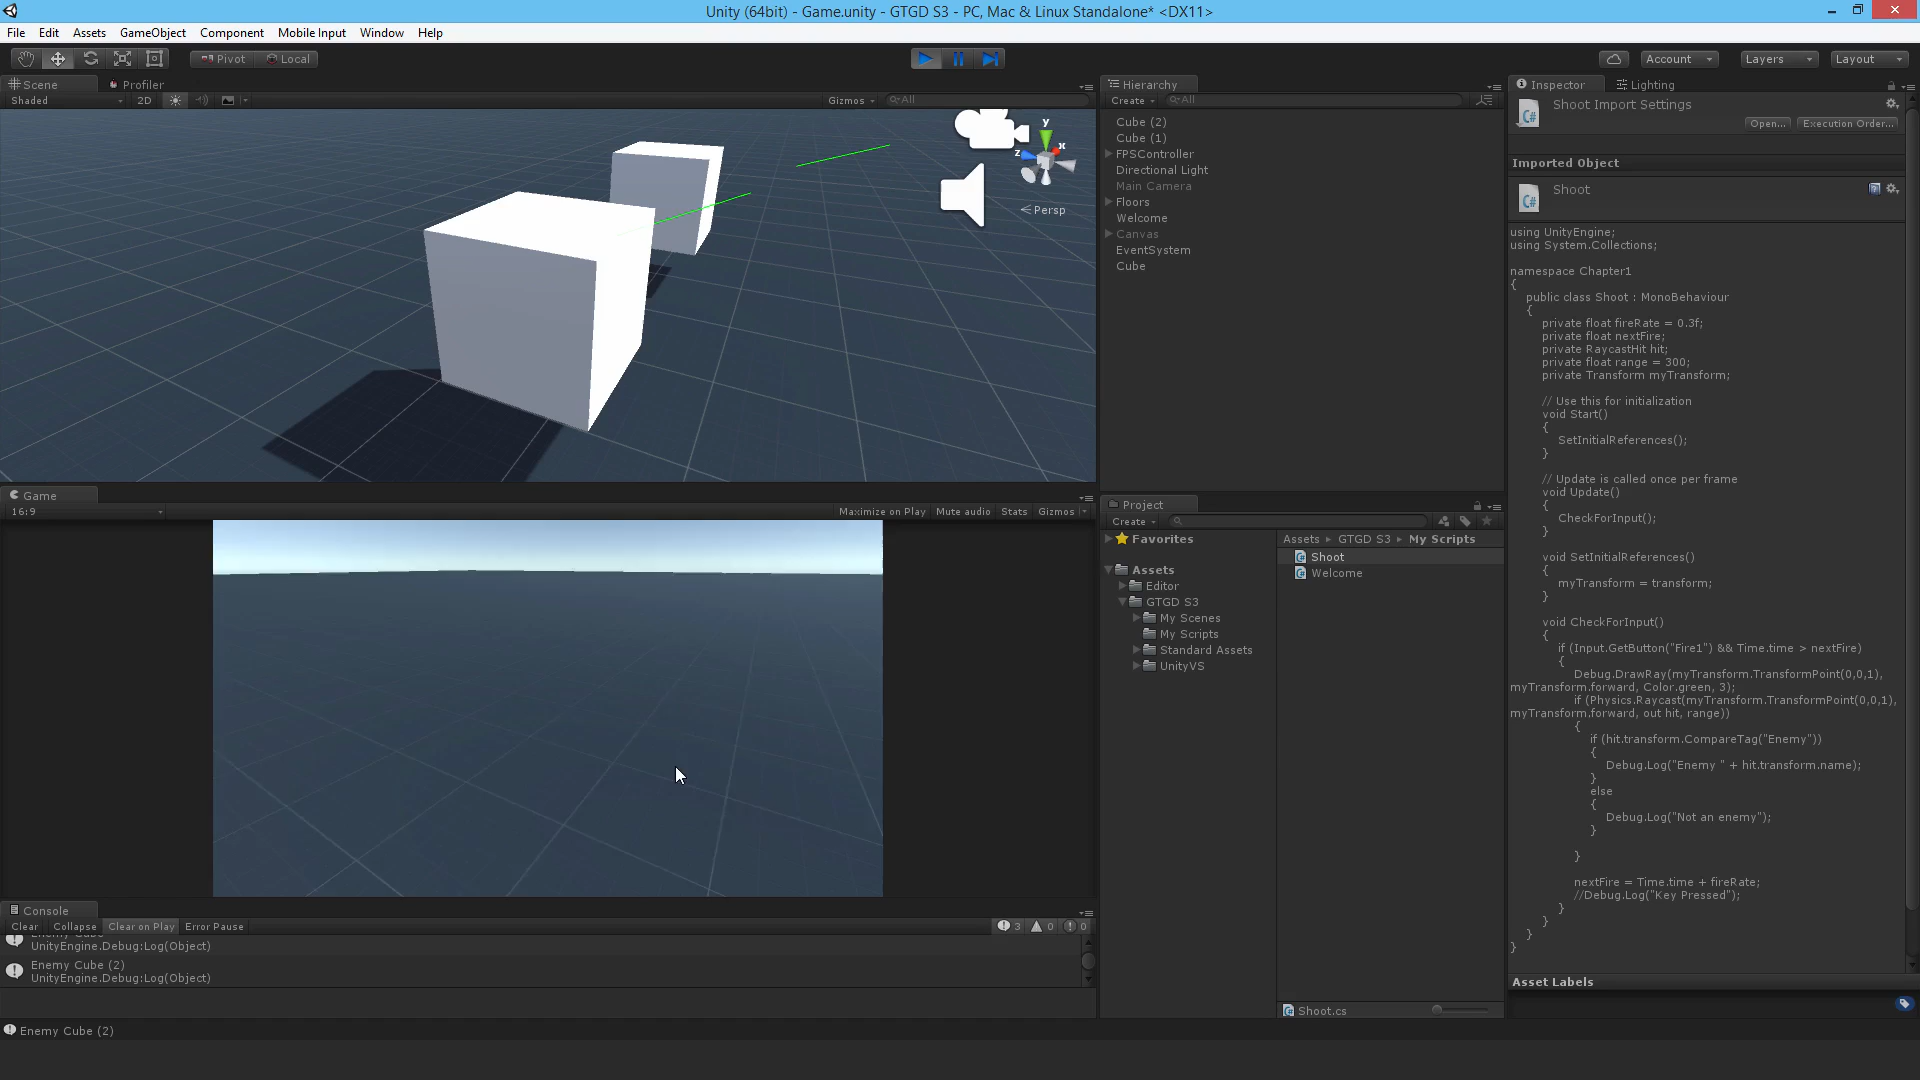 Unity (64bit) - Game.unity - GTGD S3 - PC, Mac & Linux Standalone* <DX11>
File Edit Assets GameObject Component Mobile Input Window Help
Pivot Local Account Layers Layout
Scene Profiler
Shaded 2D Gizmos All
y
x
z
Persp
Game
16:9 Maximize on Play Mute audio Stats Gizmos
Console
Clear Collapse Clear on Play Error Pause 3 0 0
Enemy Cube
UnityEngine.Debug:Log(Object)
Enemy Cube (2)
UnityEngine.Debug:Log(Object)
Enemy Cube (2)
Hierarchy
Create All
Cube (2)
Cube (1)
FPSController
Directional Light
Main Camera
Floors
Welcome
Canvas
EventSystem
Cube
Project
Create
Favorites
Assets
Editor
GTGD S3
My Scenes
My Scripts
Standard Assets
UnityVS
Assets GTGD S3 My Scripts
Shoot
Welcome
Shoot.cs
Inspector Lighting
Shoot Import Settings
C#
Open... Execution Order...
Imported Object
Shoot
C#
using UnityEngine;
using System.Collections;
namespace Chapter1
{
public class Shoot : MonoBehaviour
{
private float fireRate = 0.3f;
private float nextFire;
private RaycastHit hit;
private float range = 300;
private Transform myTransform;
// Use this for initialization
void Start()
{
SetInitialReferences();
}
// Update is called once per frame
void Update()
{
CheckForInput();
}
void SetInitialReferences()
{
myTransform = transform;
}
void CheckForInput()
{
if (Input.GetButton("Fire1") && Time.time > nextFire)
{
Debug.DrawRay(myTransform.TransformPoint(0,0,1),
myTransform.forward, Color.green, 3);
if (Physics.Raycast(myTransform.TransformPoint(0,0,1),
myTransform.forward, out hit, range))
{
if (hit.transform.CompareTag("Enemy"))
{
Debug.Log("Enemy " + hit.transform.name);
}
else
{
Debug.Log("Not an enemy");
}
}
nextFire = Time.time + fireRate;
//Debug.Log("Key Pressed");
}
}
}
}
Asset Labels